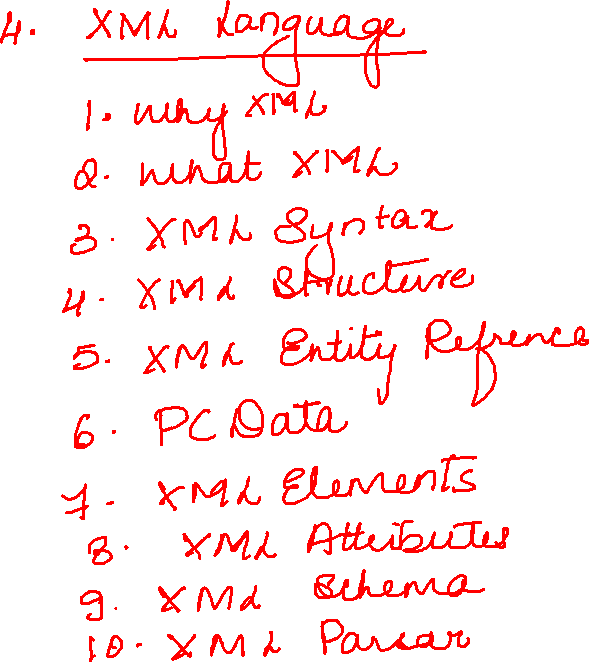 4. XML Language
1. Why XML
2. What XML
3. XML Syntax
4. XML Structure
5. XML Entity Refrence
6. PC Data
7. XML Elements
8. XML Attributes
9. XML Schema
10. XML Parsar